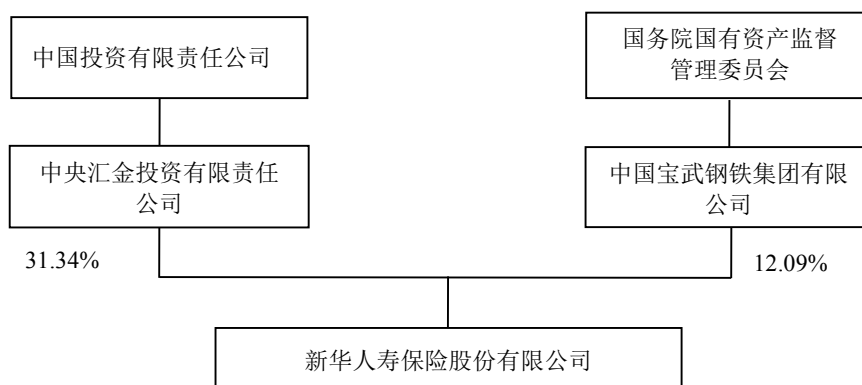 中国投资有限责任公司
国务院国有资产监督
管理委员会
中央汇金投资有限责任
公司
中国宝武钢铁集团有限
公司
31.34%
12.09%
新华人寿保险股份有限公司